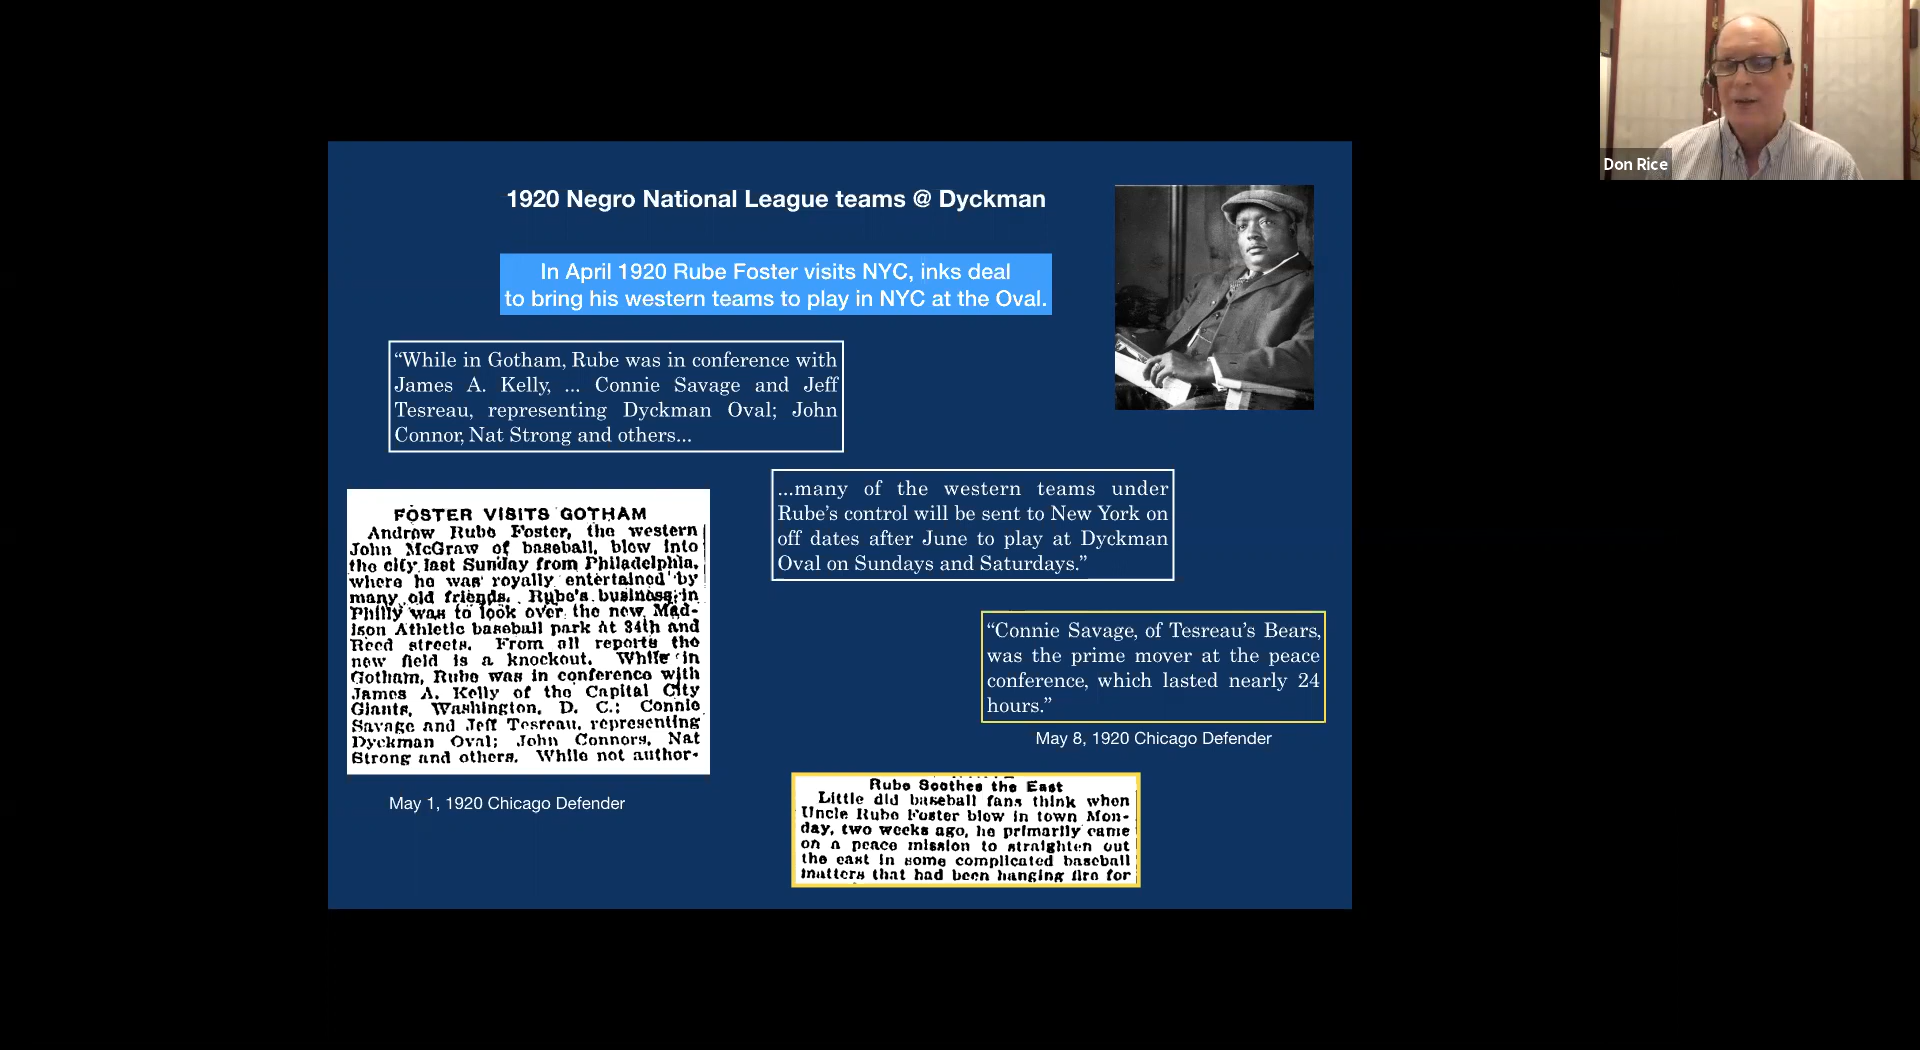 1920 Negro National League teams @ Dyckman
In April 1920 Rube Foster visits NYC, inks deal
to bring his western teams to play in NYC at the Oval.
“While in Gotham, Rube was in conference with
James A. Kelly, ... Connie Savage and Jeff
Tesreau, representing Dyckman Oval; John
Connor, Nat Strong and others...
...many of the western teams under
Rube’s control will be sent to New York on
off dates after June to play at Dyckman
Oval on Sundays and Saturdays.”
FOSTER VISITS GOTHAM
Andrew Rube Foster, the western
John McGraw of baseball, blew into
the city last Sunday from Philadelphia,
where he was royally entertained by
many old friends. Rube's business in
Philly was to look over the new Mad-
ison Athletic baseball park at 34th and
Reed streets. From all reports the
new field is a knockout. While in
Gotham, Rube was in conference with
James A. Kelly of the Capital City
Giants, Washington, D. C.; Connie
Savage and Jeff Tesreau, representing
Dyckman Oval; John Connors, Nat
Strong and others. While not author-
May 1, 1920 Chicago Defender
“Connie Savage, of Tesreau’s Bears,
was the prime mover at the peace
conference, which lasted nearly 24
hours.”
May 8, 1920 Chicago Defender
Rube Soothes the East
Little did baseball fans think when
Uncle Rube Foster blew in town Mon-
day, two weeks ago, he primarily came
on a peace mission to straighten out
the east in some complicated baseball
matters that had been hanging fire for
Don Rice